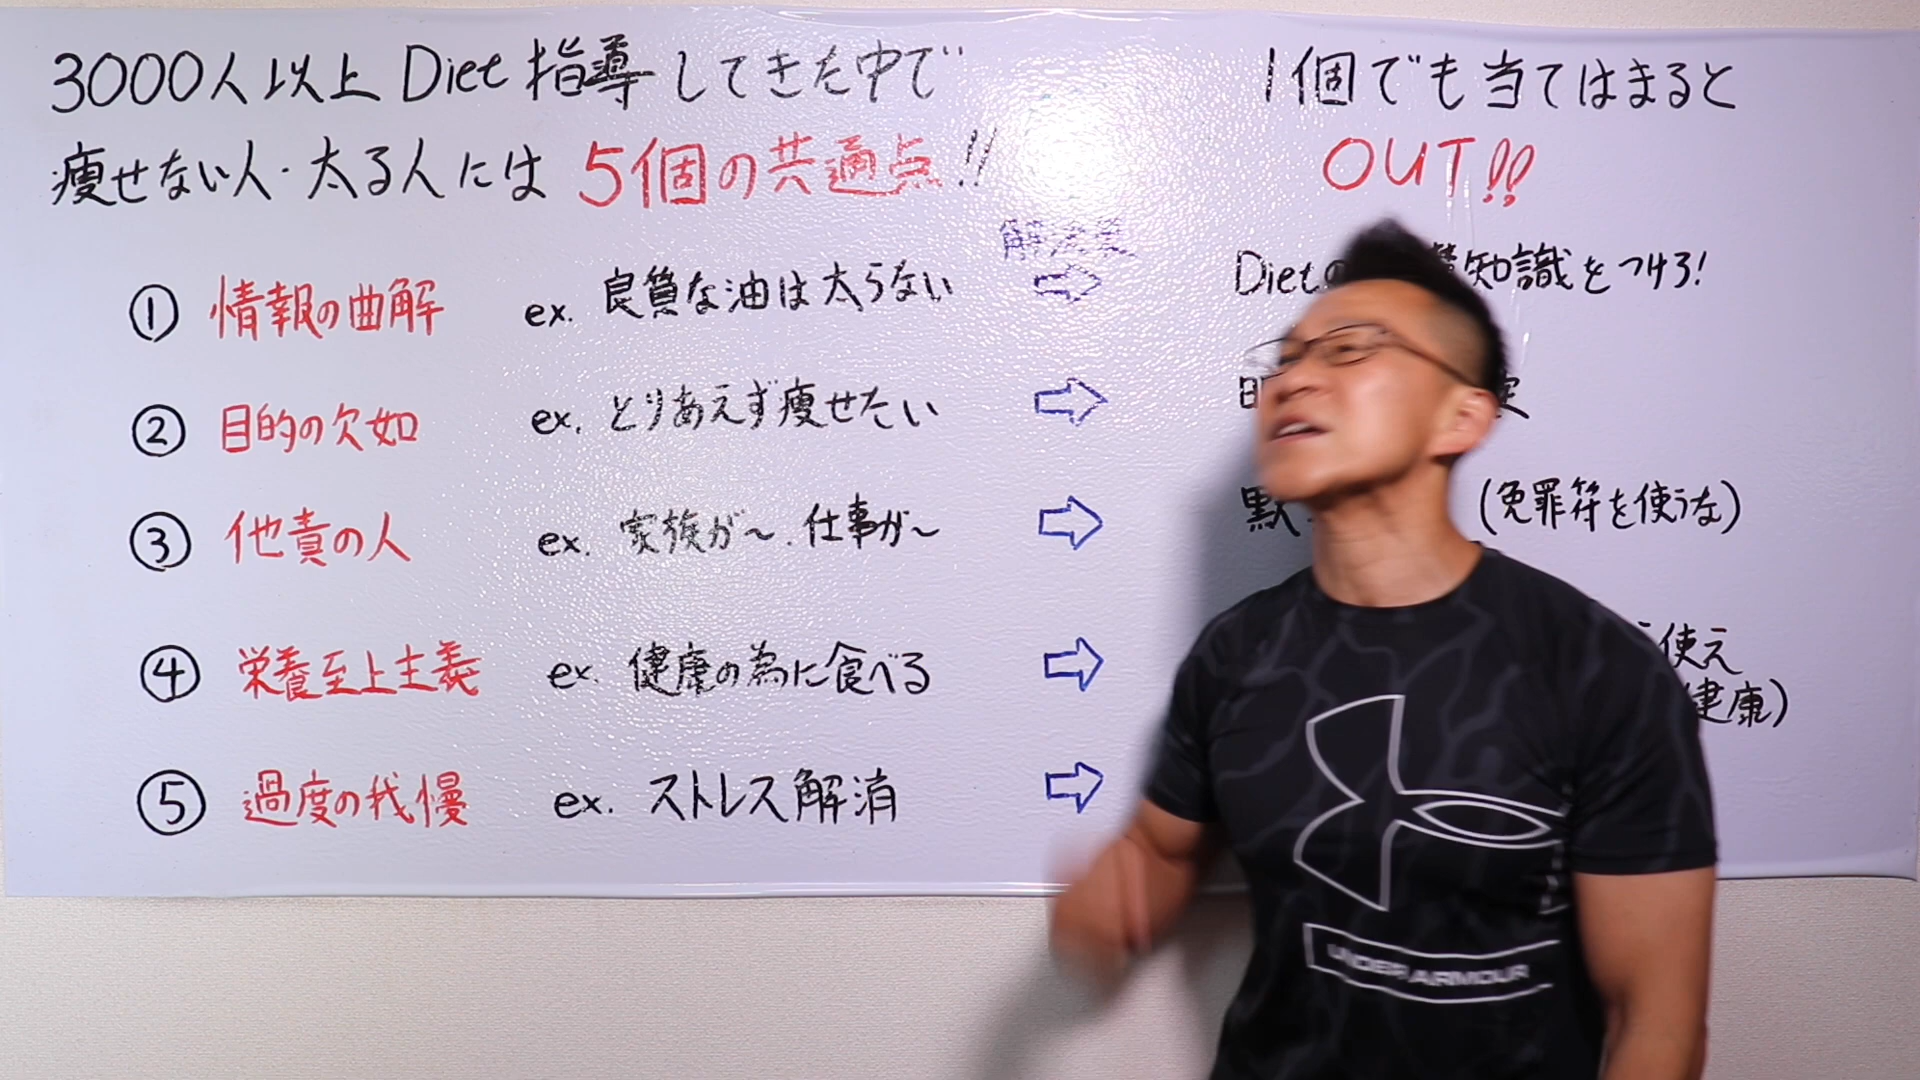 3000人以上 Diet 指導してきた中で
痩せない人・太る人には 5個の共通点!!
1個でも当てはまると
OUT!!
解決策
① 情報の曲解 ex. 良質な油は太らない ⇨ Dietの 知識をつけろ!
② 目的の欠如 ex. とりあえず痩せたい ⇨
③ 他責の人 ex. 家族が〜. 仕事が〜 ⇨ 黙 (免罪符を使うな)
④ 栄養至上主義 ex. 健康の為に食べる ⇨ 使え
健康)
⑤ 過度の我慢 ex. ストレス解消 ⇨
UNDER ARMOUR